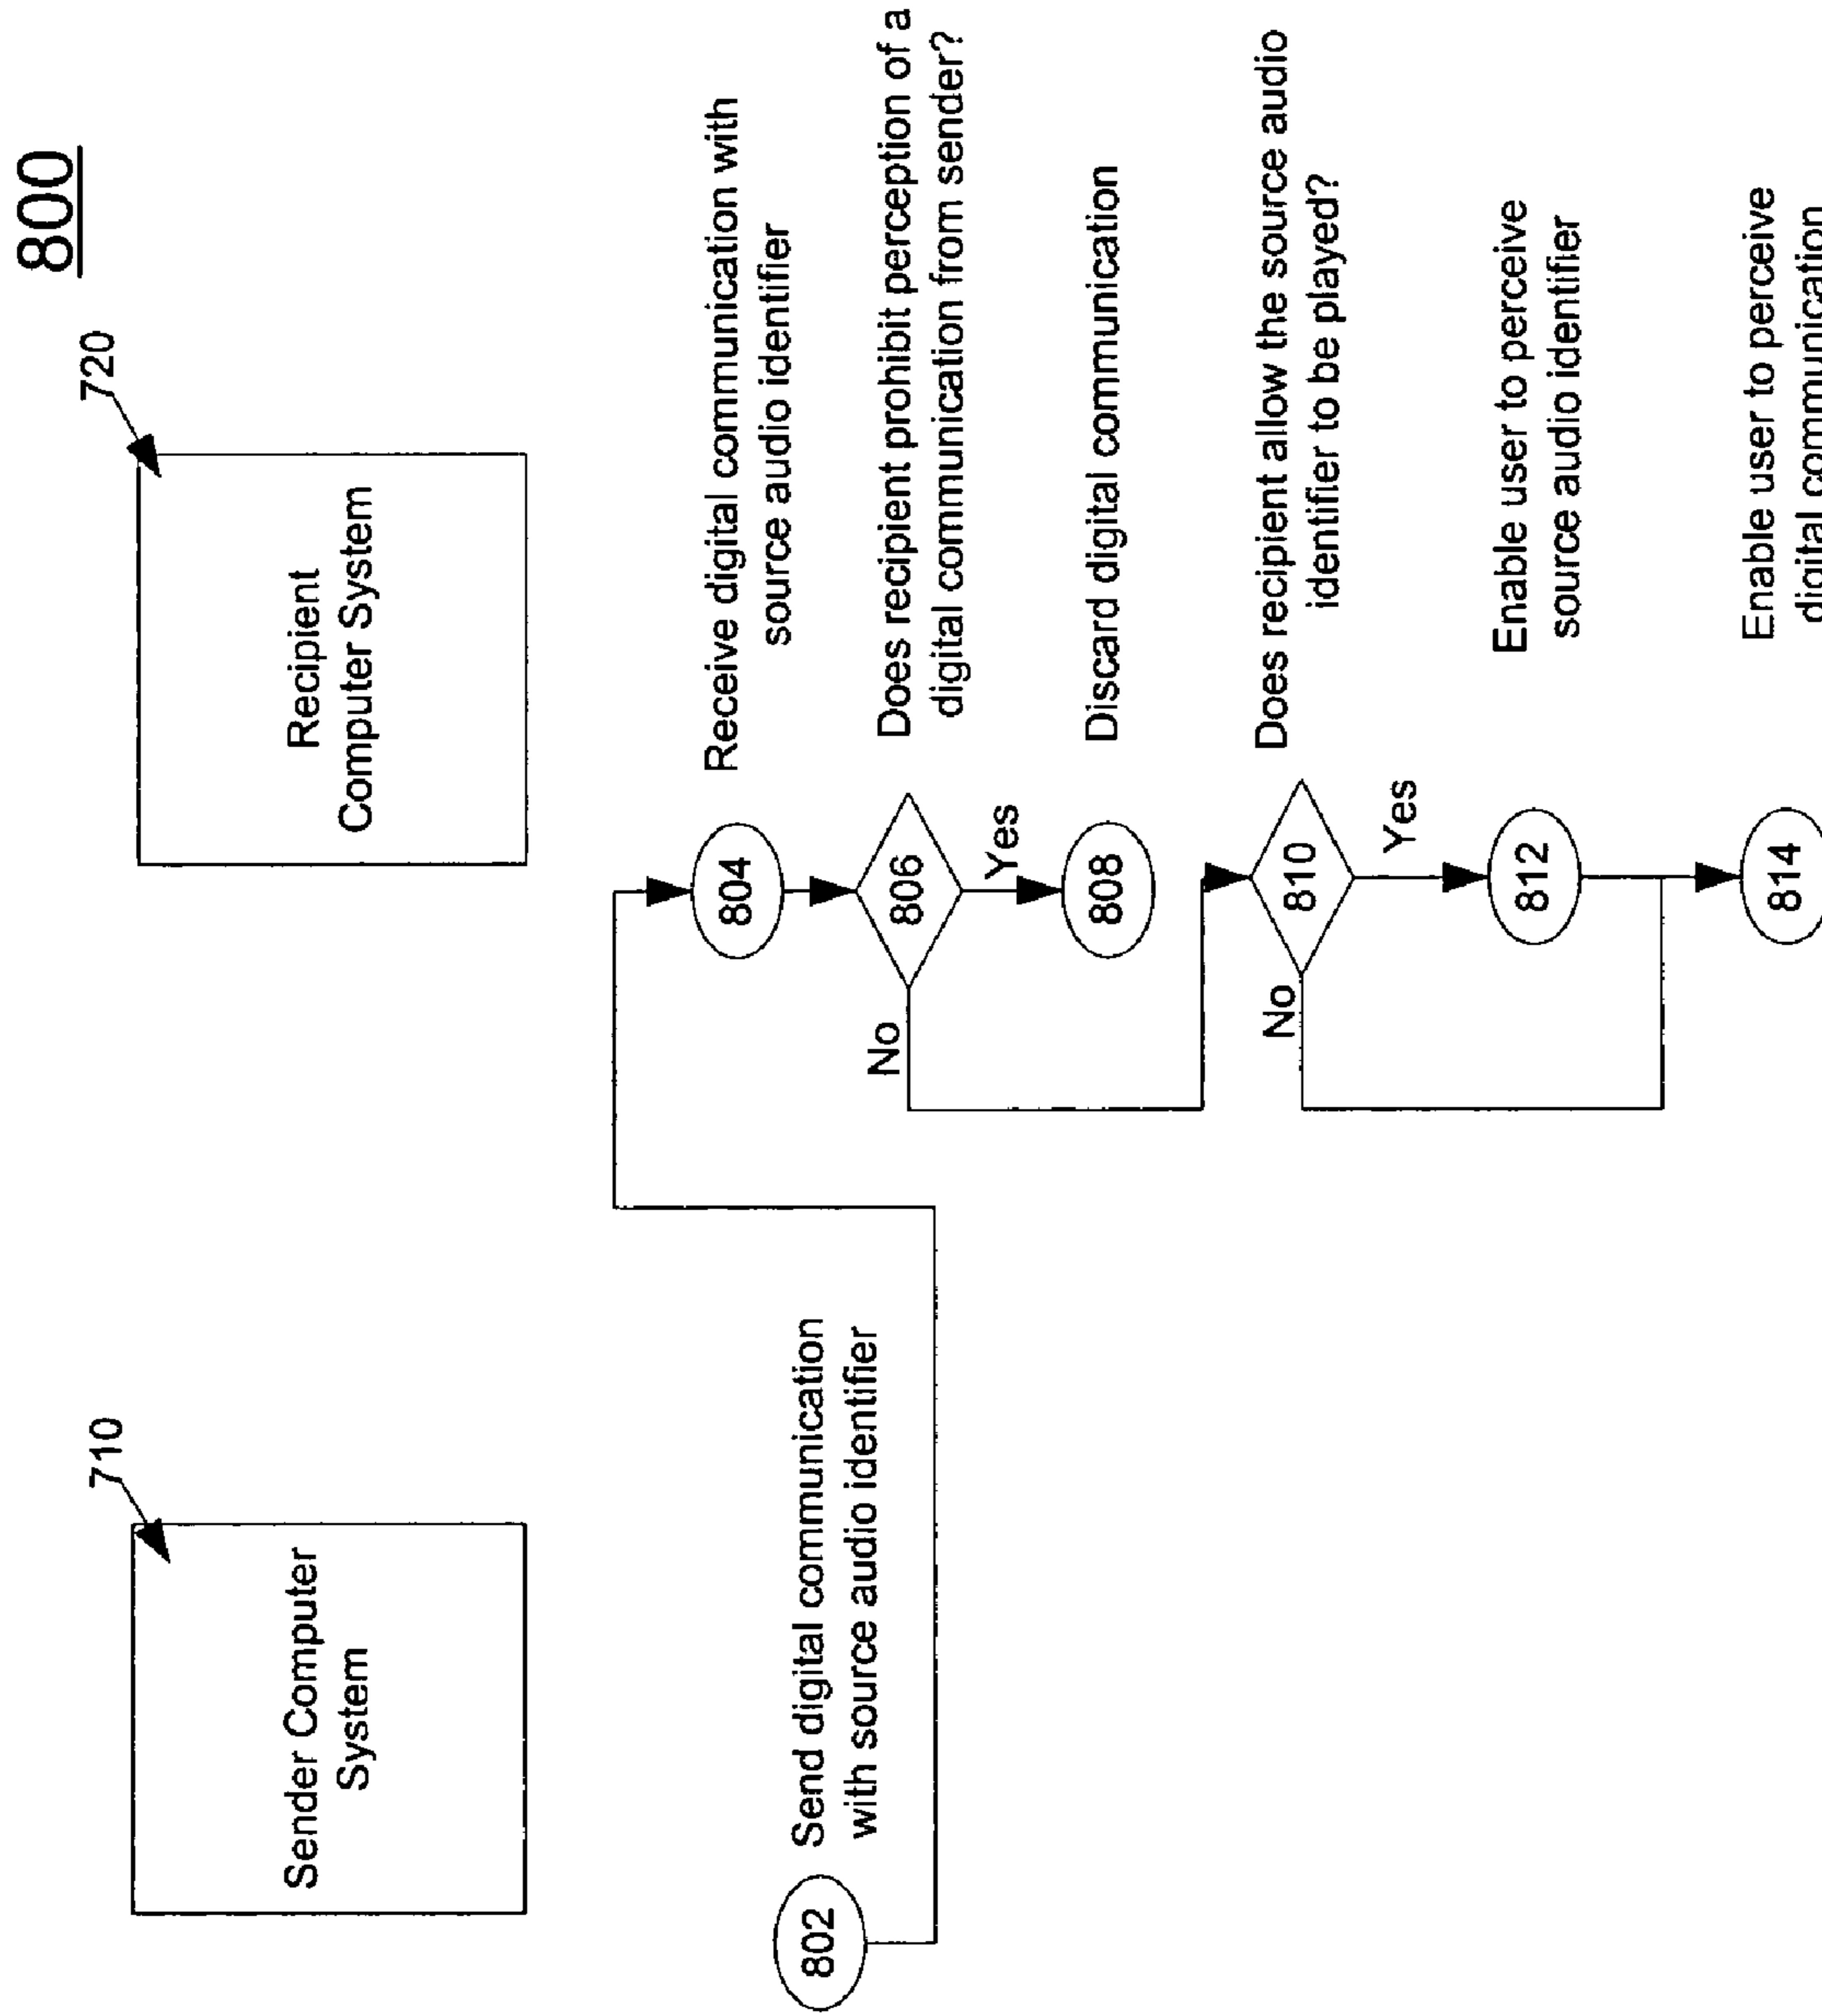 800
710
720
Sender Computer
System
Recipient
Computer System
802
Send digital communication
with source audio identifier
804
Receive digital communication with
source audio identifier
806
Does recipient prohibit perception of a
digital communication from sender?
No
Yes
808
Discard digital communication
810
Does recipient allow the source audio
identifier to be played?
No
Yes
812
Enable user to perceive
source audio identifier
814
Enable user to perceive
digital communication